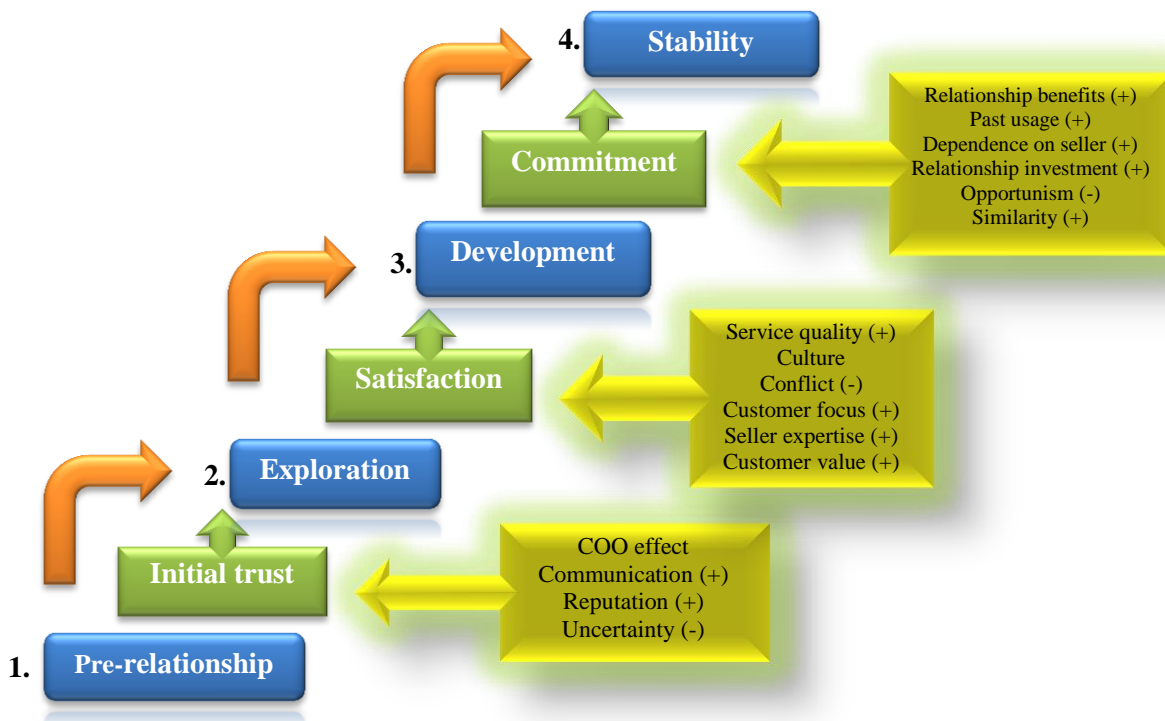 4. Stability
Relationship benefits (+)
Past usage (+)
Dependence on seller (+)
Relationship investment (+)
Opportunism (-)
Similarity (+)
Commitment
3. Development
Service quality (+)
Culture
Conflict (-)
Customer focus (+)
Seller expertise (+)
Customer value (+)
Satisfaction
2. Exploration
COO effect
Communication (+)
Reputation (+)
Uncertainty (-)
Initial trust
1. Pre-relationship